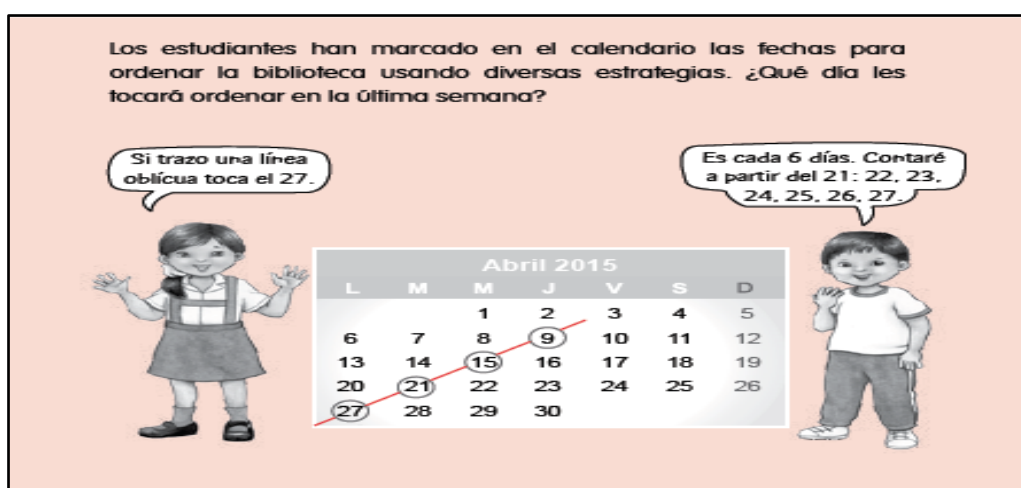 Los estudiantes han marcado en el calendario las fechas para
ordenar la biblioteca usando diversas estrategias. ¿Qué día les
tocará ordenar en la última semana?
Si trazo una línea
oblícua toca el 27.
Es cada 6 días. Contaré
a partir del 21: 22, 23,
24, 25, 26, 27.
Abril 2015
L M M J V S D
1 2 3 4 5
6 7 8 9 10 11 12
13 14 15 16 17 18 19
20 21 22 23 24 25 26
27 28 29 30